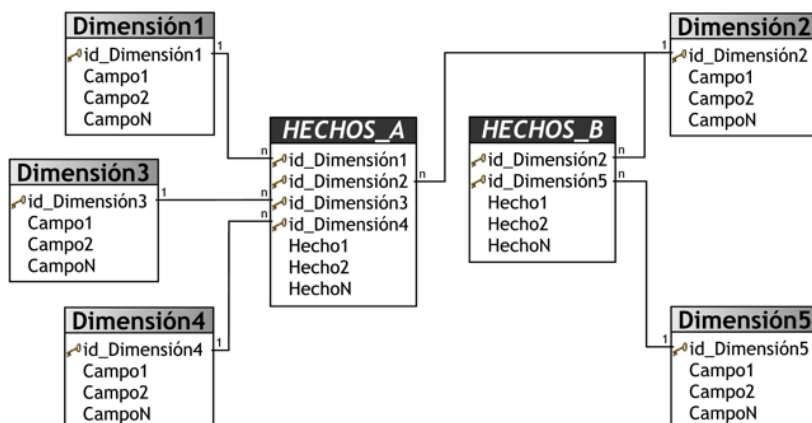 Dimensión1
id_Dimensión1
Campo1
Campo2
CampoN
1
Dimensión3
id_Dimensión3
Campo1
Campo2
CampoN
1
Dimensión4
id_Dimensión4
Campo1
Campo2
CampoN
1
HECHOS_A
n
id_Dimensión1
id_Dimensión2
n
n
id_Dimensión3
n
id_Dimensión4
Hecho1
Hecho2
HechoN
HECHOS_B
id_Dimensión2
n
id_Dimensión5
n
Hecho1
Hecho2
HechoN
Dimensión2
1
id_Dimensión2
Campo1
Campo2
CampoN
Dimensión5
1
id_Dimensión5
Campo1
Campo2
CampoN